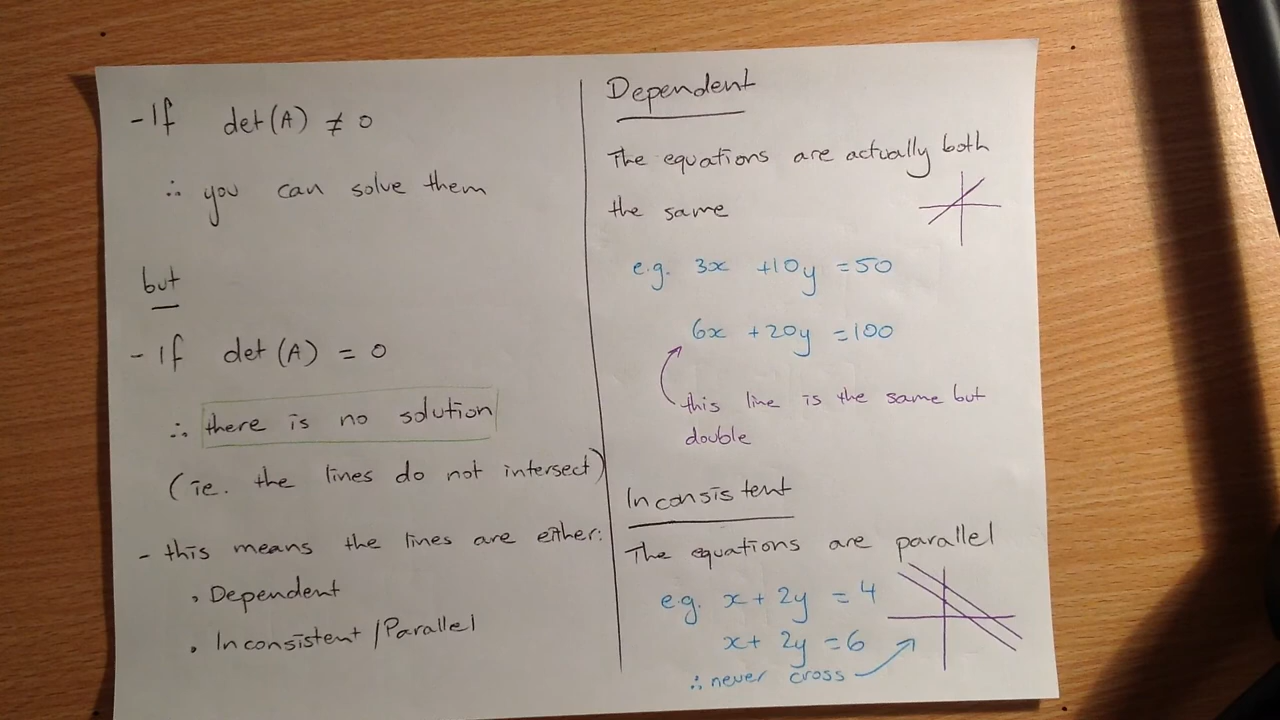 -If det(A) ≠ 0
∴ you can solve them
but
-If det(A) = 0
∴ there is no solution
(ie. the lines do not intersect)
- this means the lines are either:
• Dependent
• Inconsistent/Parallel
Dependent
The equations are actually both
the same
e.g. 3x +10y =50
6x +20y =100
this line is the same but
double
Inconsistent
The equations are parallel
e.g. x+ 2y = 4
x+ 2y =6
∴ never cross